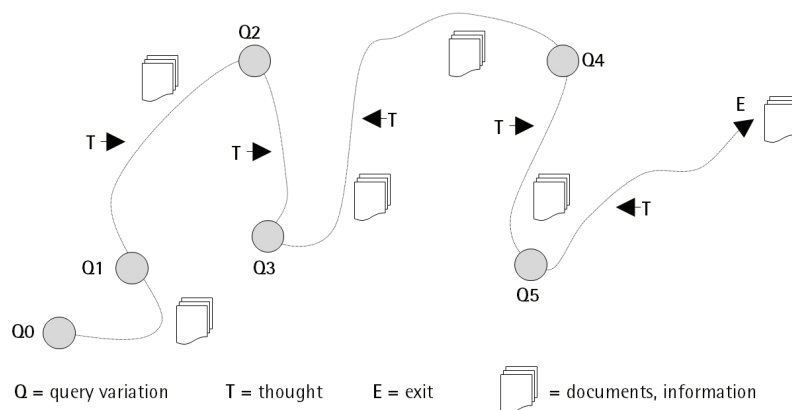 Q2
Q4
E
T
T
T
T
Q1
Q3
T
Q5
Q0
Q = query variation T = thought E = exit = documents, information